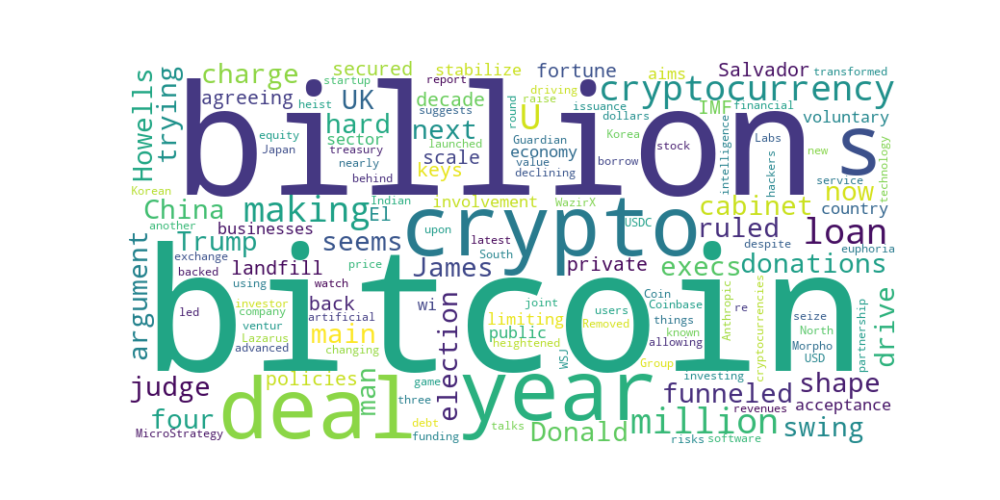 Howells
trying
charge
secured
stabilize
fortune
aims
Salvador
transformed
startup
report
driving
issuance
cryptocurrency
agreeing
heist
UK
decade
suggests
raise
round
U
dollars
IMF
financial
voluntary
billion
s
hard
next
sector
equity
Japan
treasury
nearly
behind
scale
keys
Guardian
economy
value
declining
Korea
launched
borrow
stock
intelligence
Labs
hackers
new
service
technology
now
country
Korean
Indian
involvement
WazirX
USDC
cabinet
China
making
El
crypto
ruled
loan
another
businesses
upon
South
despite
euphoria
argument
Trump
seems
exchange
price
latest
James
private
execs
donations
backed
landfill
using
watch
bitcoin
year
investor
company
back
wi
joint
users
Coin
Coinbase
re
North
led
ventur
artificial
main
limiting
Removed
things
seize
Lazarus
public
known
allowing
Morpho
advanced
changing
heightened
WSJ
Group
Anthropic
cryptocurrencies
USD
partnership
drive
judge
policies
man
election
game
three
investing
funneled
shape
acceptance
four
deal
debt
funding
talks
Donald
million
revenues
risks
software
swing
MicroStrategy